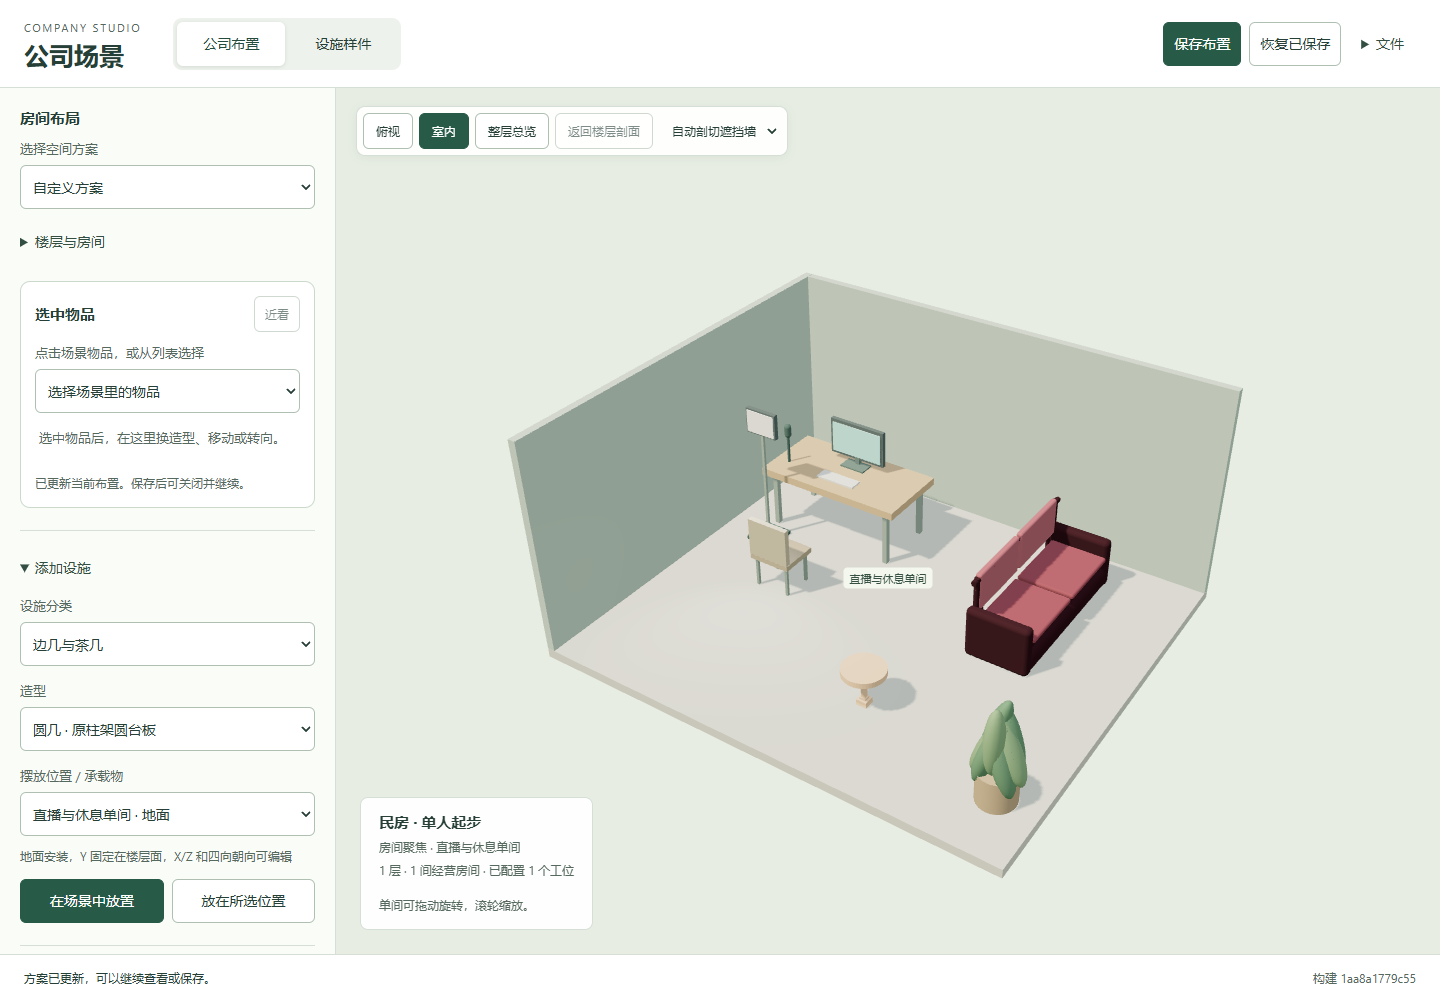 COMPANY STUDIO
公司场景
公司布置
设施样件
保存布置
恢复已保存
▶ 文件
房间布局
选择空间方案
自定义方案
▶ 楼层与房间
选中物品
近看
点击场景物品，或从列表选择
选择场景里的物品
选中物品后，在这里换造型、移动或转向。
已更新当前布置。保存后可关闭并继续。
▼ 添加设施
设施分类
边几与茶几
造型
圆几 · 原柱架圆台板
摆放位置 / 承载物
直播与休息单间 · 地面
地面安装，Y 固定在楼层面，X/Z 和四向朝向可编辑
在场景中放置
放在所选位置
俯视
室内
整层总览
返回楼层剖面
自动剖切遮挡墙
直播与休息单间
民房 · 单人起步
房间聚焦 · 直播与休息单间
1 层 · 1 间经营房间 · 已配置 1 个工位
单间可拖动旋转，滚轮缩放。
方案已更新，可以继续查看或保存。
构建 1aa8a1779c55